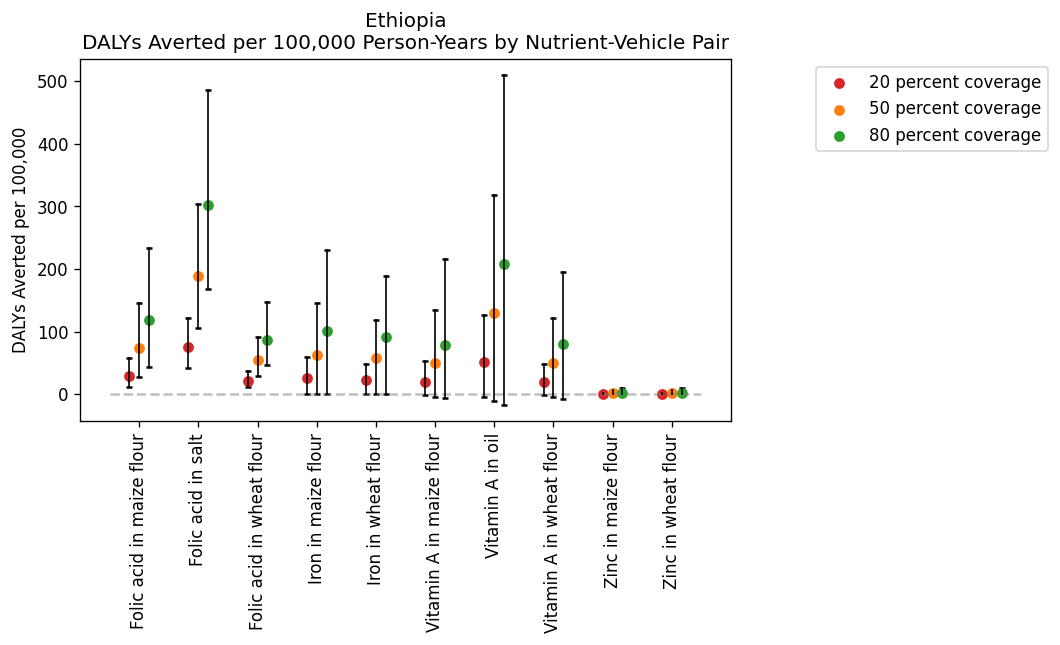 Ethiopia
DALYs Averted per 100,000 Person-Years by Nutrient-Vehicle Pair
20 percent coverage
50 percent coverage
80 percent coverage
DALYs Averted per 100,000
500
400
300
200
100
0
Folic acid in maize flour
Folic acid in salt
Folic acid in wheat flour
Iron in maize flour
Iron in wheat flour
Vitamin A in maize flour
Vitamin A in oil
Vitamin A in wheat flour
Zinc in maize flour
Zinc in wheat flour